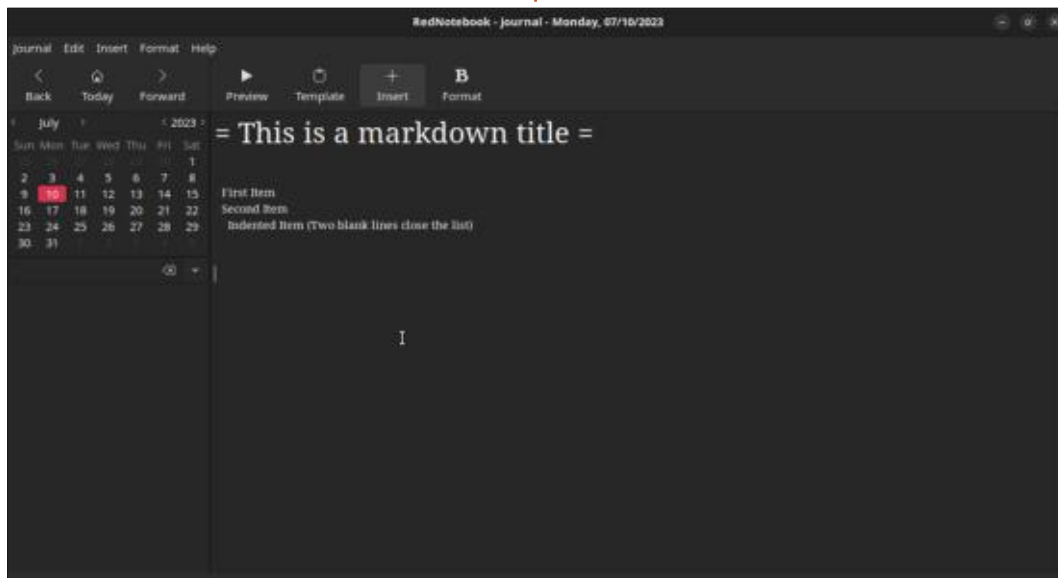 RedNotebook - journal - Monday, 07/10/2023
Journal Edit Insert Format Help
Back Today Forward Preview Template Insert Format
July 2023
Sun Mon Tue Wed Thu Fri Sat
1
2 3 4 5 6 7 8
9 10 11 12 13 14 15
16 17 18 19 20 21 22
23 24 25 26 27 28 29
30 31
= This is a markdown title =
First Item
Second Item
Indented Item (Two blank lines close the list)